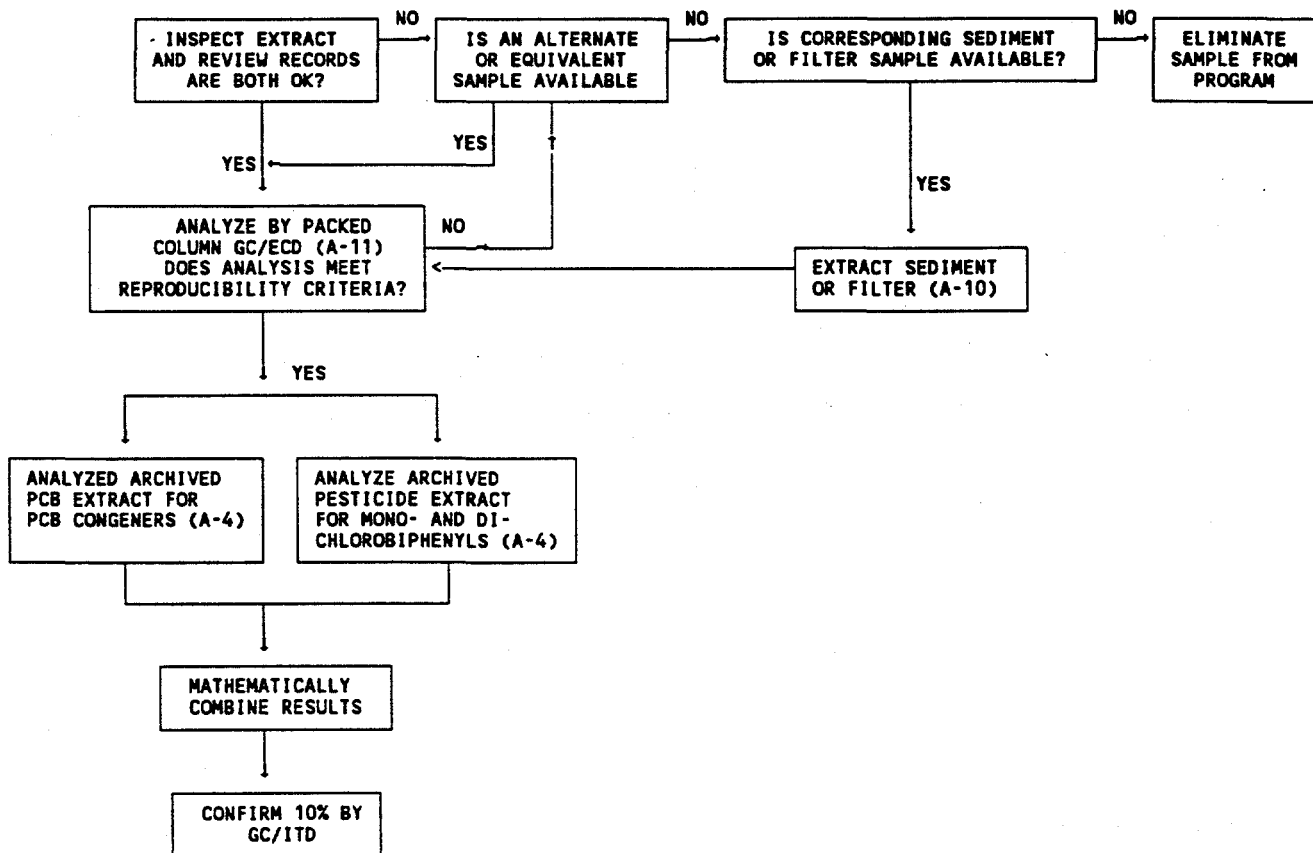 INSPECT EXTRACT
AND REVIEW RECORDS
ARE BOTH OK?
NO
IS AN ALTERNATE
OR EQUIVALENT
SAMPLE AVAILABLE
NO
IS CORRESPONDING SEDIMENT
OR FILTER SAMPLE AVAILABLE?
NO
ELIMINATE
SAMPLE FROM
PROGRAM
YES
YES
YES
ANALYZE BY PACKED
COLUMN GC/ECD (A-11)
DOES ANALYSIS MEET
REPRODUCIBILITY CRITERIA?
NO
EXTRACT SEDIMENT
OR FILTER (A-10)
YES
ANALYZED ARCHIVED
PCB EXTRACT FOR
PCB CONGENERS (A-4)
ANALYZE ARCHIVED
PESTICIDE EXTRACT
FOR MONO- AND DI-
CHLOROBIPHENYLS (A-4)
MATHEMATICALLY
COMBINE RESULTS
CONFIRM 10% BY
GC/ITD